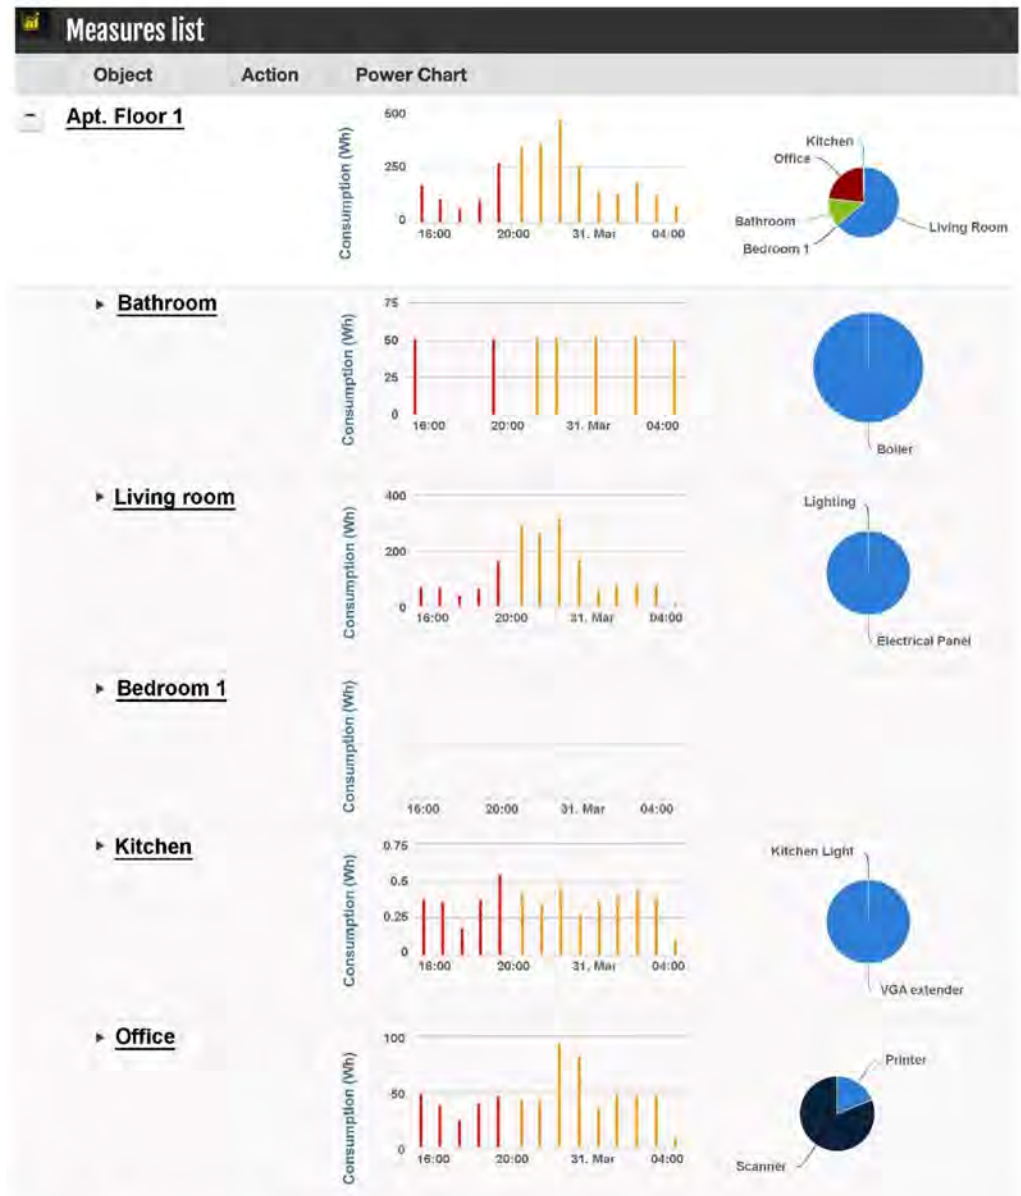 Measures list
Object Action Power Chart
− Apt. Floor 1
Consumption (Wh)
500
250
0
16:00 20:00 31. Mar 04:00
Kitchen
Office
Bathroom
Bedroom 1
Living Room
Bathroom
Consumption (Wh)
75
50
25
0
16:00 20:00 31. Mar 04:00
Boiler
Living room
Consumption (Wh)
400
200
0
16:00 20:00 31. Mar 04:00
Lighting
Electrical Panel
Bedroom 1
Consumption (Wh)
16:00 20:00 31. Mar 04:00
Kitchen
Consumption (Wh)
0.75
0.5
0.25
0
16:00 20:00 31. Mar 04:00
Kitchen Light
VGA extender
Office
Consumption (Wh)
100
50
0
16:00 20:00 31. Mar 04:00
Printer
Scanner